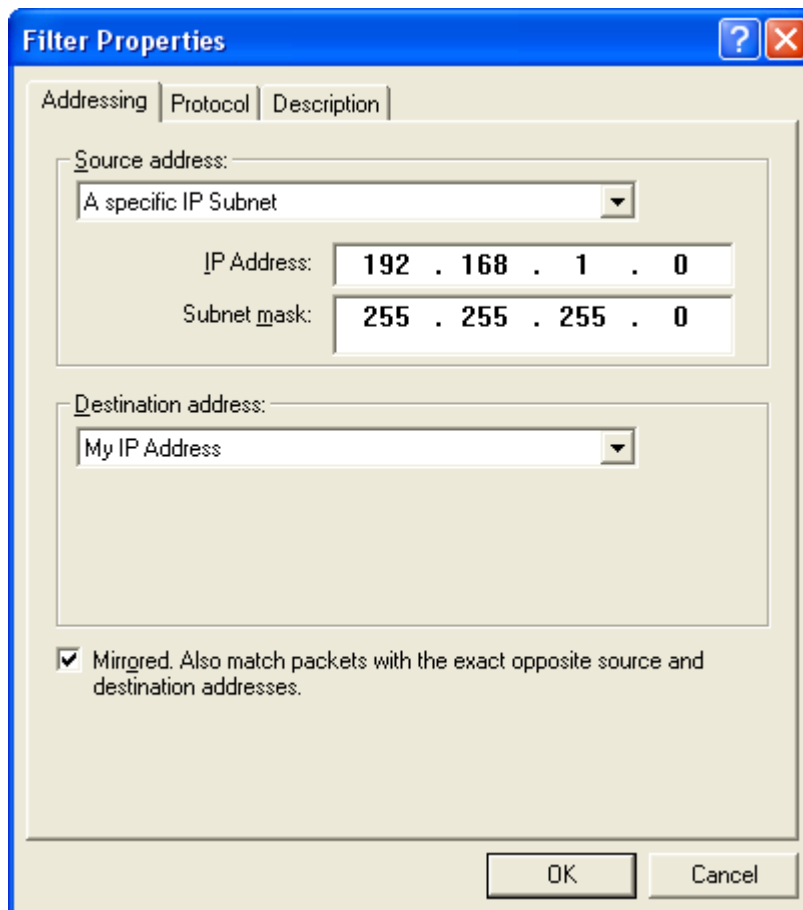 Filter Properties
Addressing Protocol Description
Source address:
A specific IP Subnet
IP Address: 192 . 168 . 1 . 0
Subnet mask: 255 . 255 . 255 . 0
Destination address:
My IP Address
Mirrored. Also match packets with the exact opposite source and
destination addresses.
OK Cancel